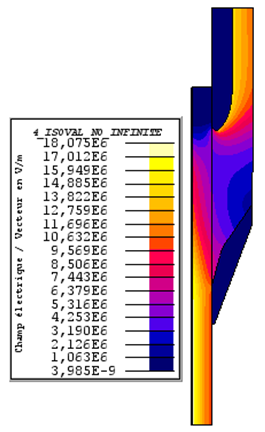 4_ISOVAL_NO_INFINITE
18,075E6
17,012E6
15,949E6
14,885E6
13,822E6
12,759E6
11,696E6
10,632E6
9,569E6
8,506E6
7,443E6
6,379E6
5,316E6
4,253E6
3,190E6
2,126E6
1,063E6
3,985E-9
Champ électrique / Vecteur en V/m